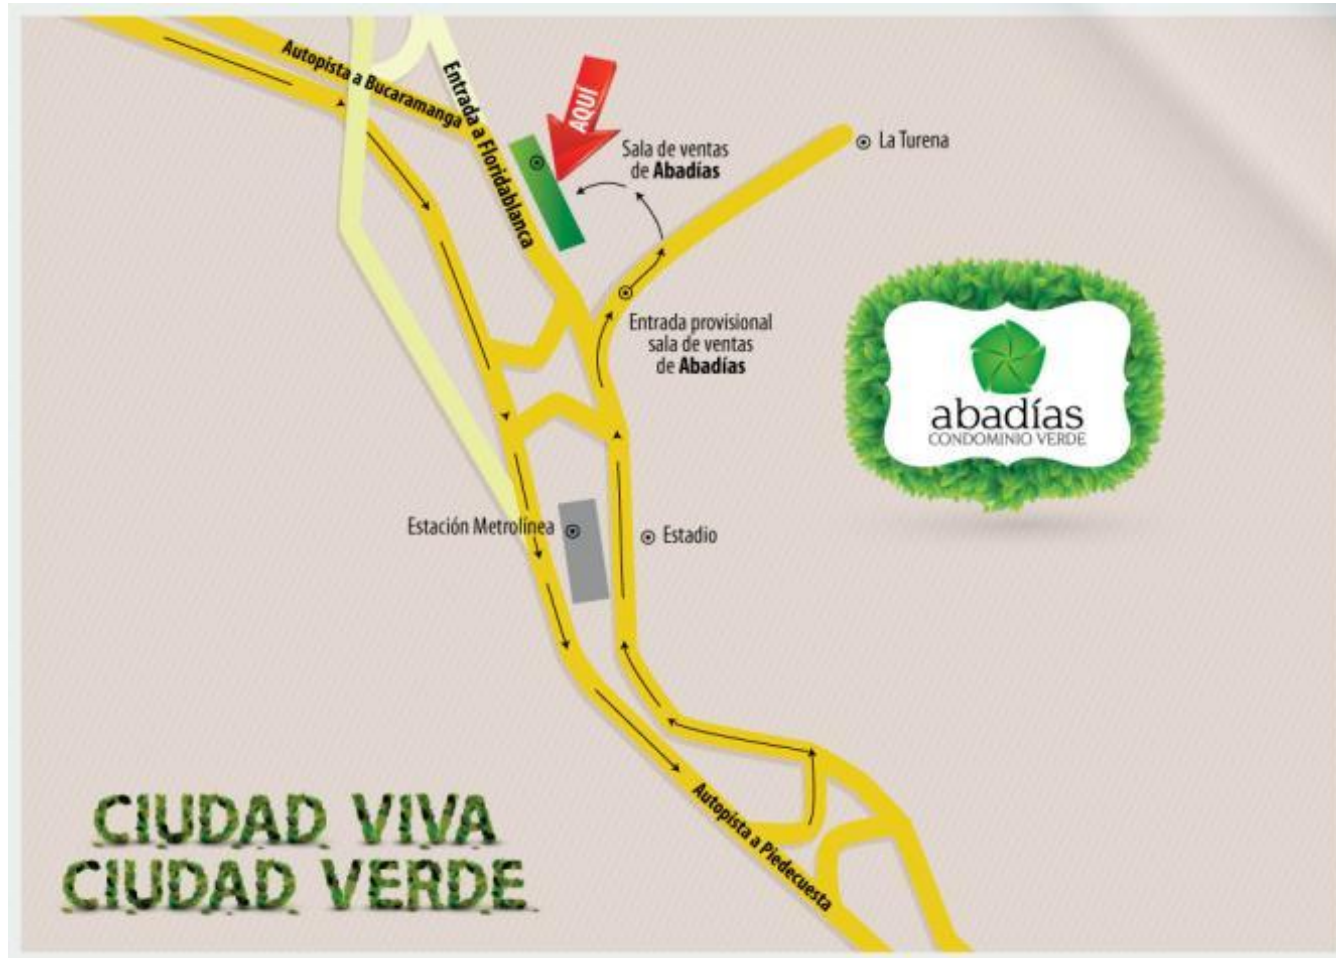 Autopista a Bucaramanga
Entrada a Floridablanca
AQUÍ
Sala de ventas
de Abadías
La Turena
Entrada provisional
sala de ventas
de Abadías
abadías
CONDOMINIO VERDE
Estación Metrolínea
Estadio
Autopista a Piedecuesta
CIUDAD VIVA
CIUDAD VERDE